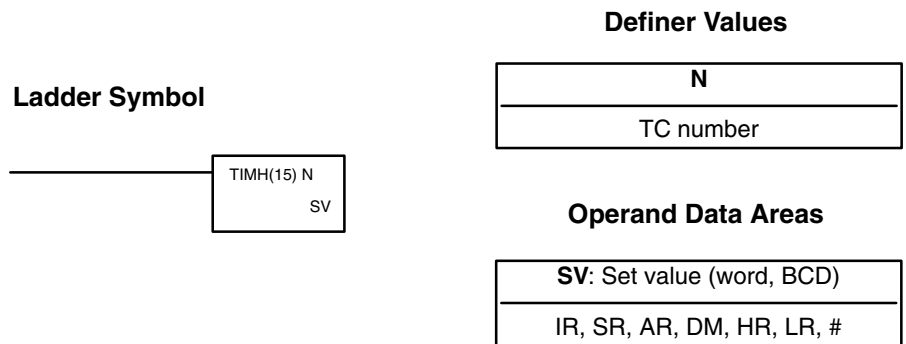 Definer Values
N
TC number
Ladder Symbol
TIMH(15) N
SV
Operand Data Areas
SV: Set value (word, BCD)
IR, SR, AR, DM, HR, LR, #